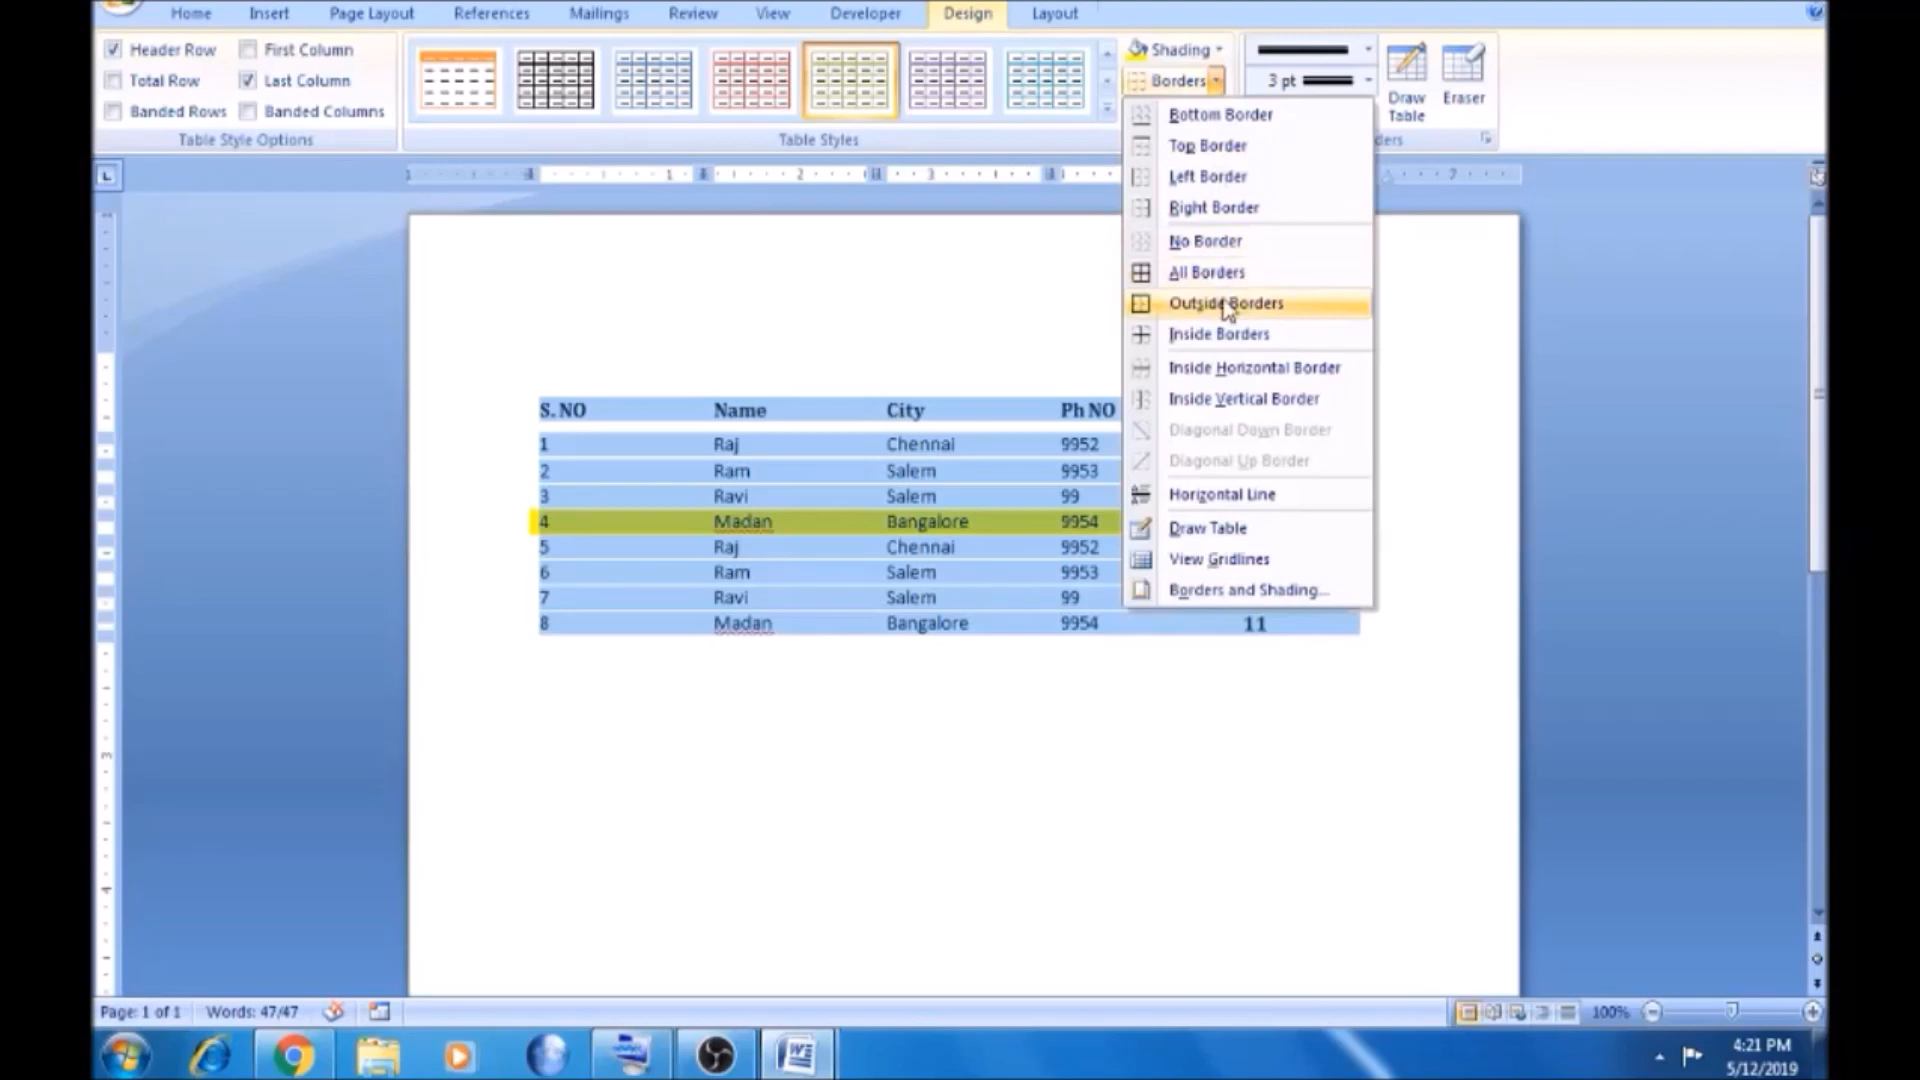 Home Insert Page Layout References Mailings Review View Developer Design Layout
Header Row First Column
Total Row Last Column
Banded Rows Banded Columns
Table Style Options
Table Styles
Shading
Borders
3 pt
Draw Table
Eraser
Bottom Border
Top Border
Left Border
Right Border
No Border
All Borders
Outside Borders
Inside Borders
Inside Horizontal Border
Inside Vertical Border
Diagonal Down Border
Diagonal Up Border
Horizontal Line
Draw Table
View Gridlines
Borders and Shading...
S. NO Name City Ph NO
1 Raj Chennai 9952
2 Ram Salem 9953
3 Ravi Salem 99
4 Madan Bangalore 9954
5 Raj Chennai 9952
6 Ram Salem 9953
7 Ravi Salem 99
8 Madan Bangalore 9954 11
Page: 1 of 1 Words: 47/47 100%
4:21 PM
5/12/2019